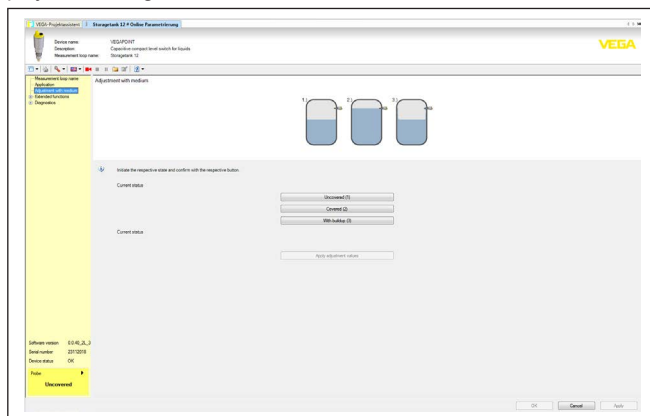 VEGA-Projektassistent Storagetank 12 # Online Parametrierung
Device name: VEGAPOINT
Description: Capacitive compact level switch for liquids
Measurement loop name: Storagetank 12
VEGA
Measurement loop name
Application
Adjustment with medium
Extended functions
Diagnostics
Adjustment with medium
1.) 2.) 3.)
Initiate the respective state and confirm with the respective button.
Current status
Uncovered (1)
Covered (2)
With buildup (3)
Current status
Apply adjustment values
Software version
Serial number 23112018
Device status OK
Probe
Uncovered
OK Cancel Apply